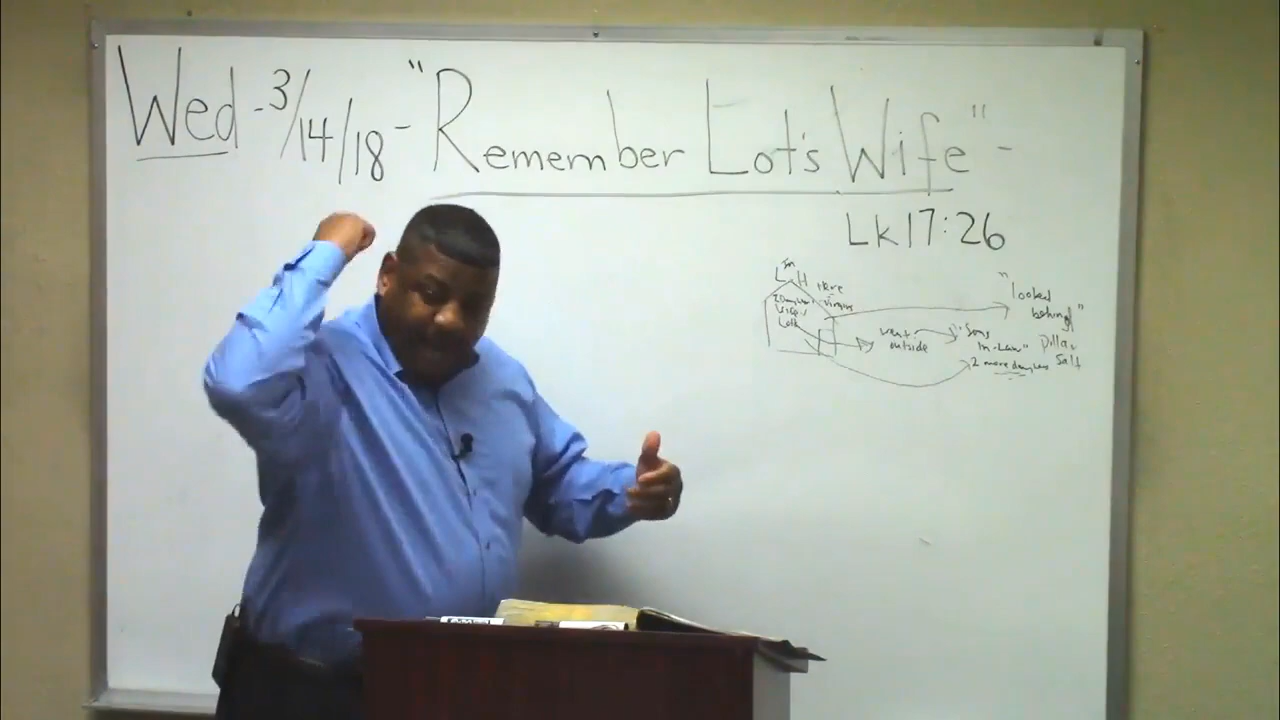 Wed - 3/14/18 - "Remember Lot's Wife" -
Lk 17:26
"looked behind"
went outside
"Sons in-Law"
Pillar Salt
2 more